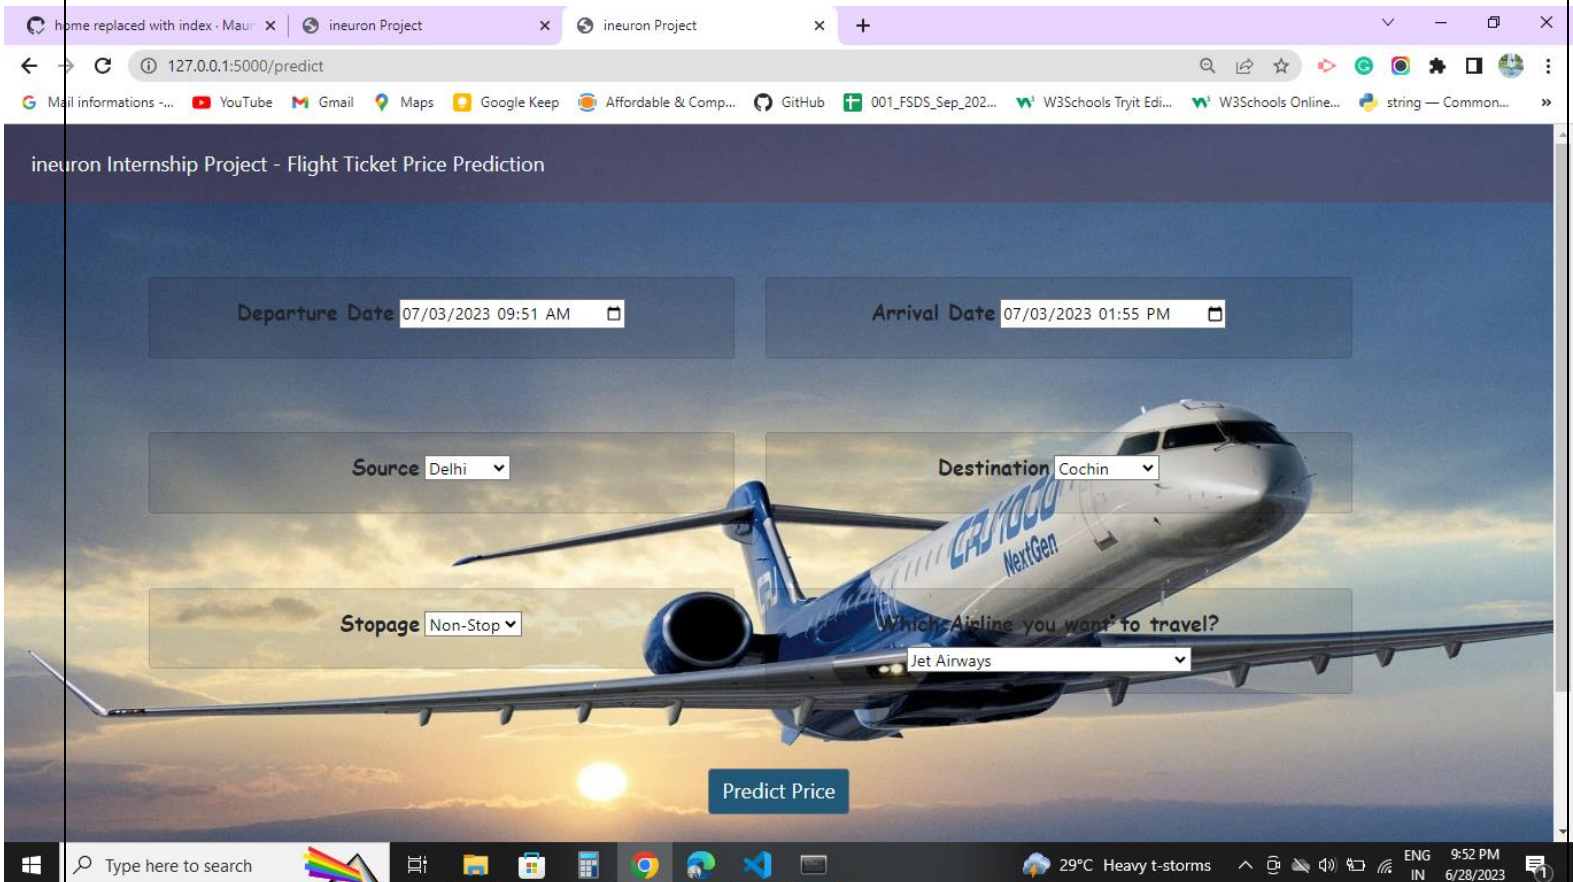 home replaced with index · Maur
ineuron Project
ineuron Project
127.0.0.1:5000/predict
Mail informations -...
YouTube
Gmail
Maps
Google Keep
Affordable & Comp...
GitHub
001_FSDS_Sep_202...
W3Schools Tryit Edi...
W3Schools Online...
string — Common...
»
ineuron Internship Project - Flight Ticket Price Prediction
Departure Date 07/03/2023 09:51 AM
Arrival Date 07/03/2023 01:55 PM
Source Delhi
Destination Cochin
CRJ1000
NextGen
CRJ
Stopage Non-Stop
Which Airline you want to travel?
Jet Airways
Predict Price
Type here to search
29°C Heavy t-storms
ENG
IN
9:52 PM
6/28/2023
1